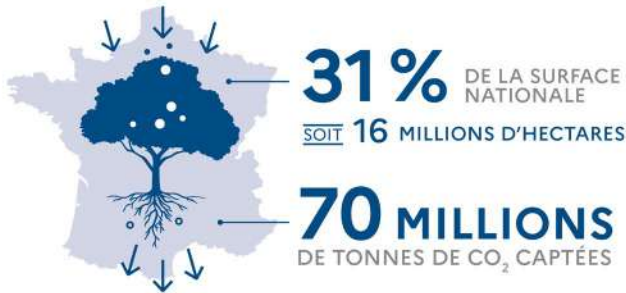 31% DE LA SURFACE
NATIONALE
SOIT 16 MILLIONS D'HECTARES
70 MILLIONS
DE TONNES DE CO₂ CAPTÉES